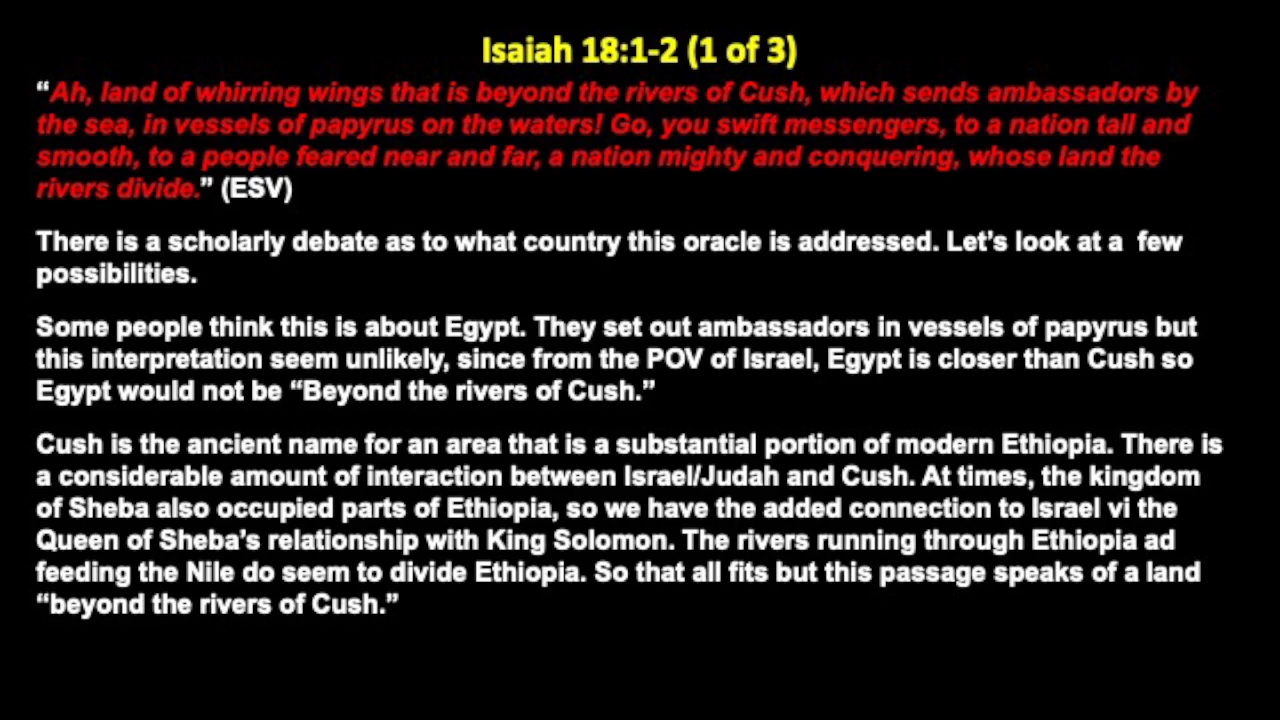 Isaiah 18:1-2 (1 of 3)
“Ah, land of whirring wings that is beyond the rivers of Cush, which sends ambassadors by
the sea, in vessels of papyrus on the waters! Go, you swift messengers, to a nation tall and
smooth, to a people feared near and far, a nation mighty and conquering, whose land the
rivers divide.” (ESV)
There is a scholarly debate as to what country this oracle is addressed. Let’s look at a  few
possibilities.
Some people think this is about Egypt. They set out ambassadors in vessels of papyrus but
this interpretation seem unlikely, since from the POV of Israel, Egypt is closer than Cush so
Egypt would not be “Beyond the rivers of Cush.”
Cush is the ancient name for an area that is a substantial portion of modern Ethiopia. There is
a considerable amount of interaction between Israel/Judah and Cush. At times, the kingdom
of Sheba also occupied parts of Ethiopia, so we have the added connection to Israel vi the
Queen of Sheba’s relationship with King Solomon. The rivers running through Ethiopia ad
feeding the Nile do seem to divide Ethiopia. So that all fits but this passage speaks of a land
“beyond the rivers of Cush.”